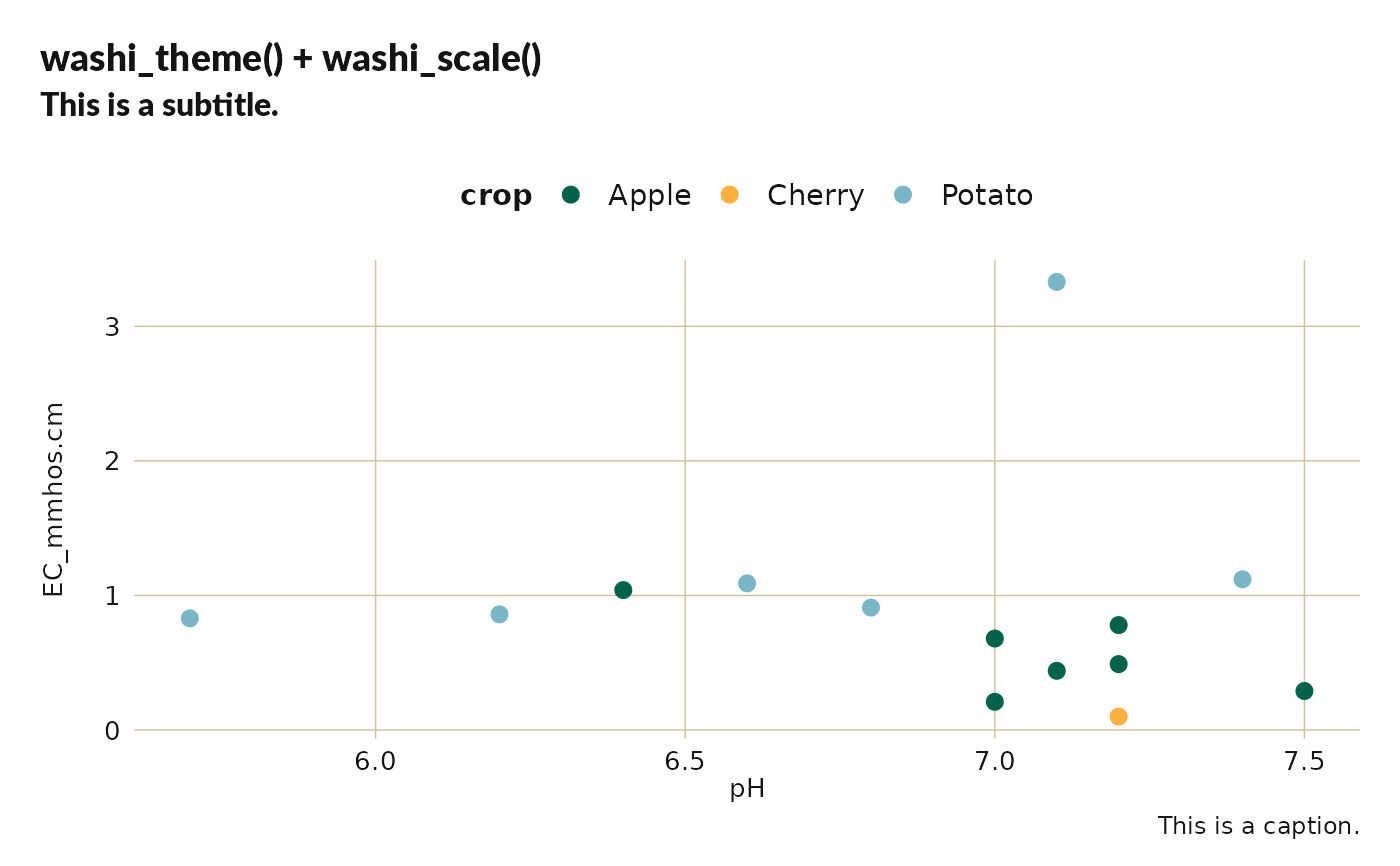 washi_theme() + washi_scale()
This is a subtitle.
crop Apple Cherry Potato
3
2
1
0
EC_mmhos.cm
6.0 6.5 7.0 7.5
pH
This is a caption.